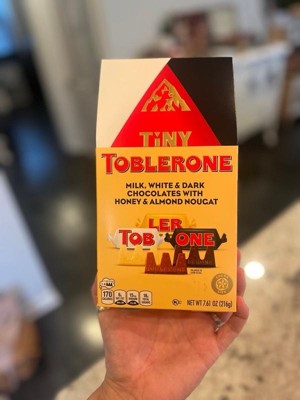 TiNY
TOBLERONE
MILK, WHITE & DARK
CHOCOLATES WITH
HONEY & ALMOND NOUGAT
LER
TOB ONE
170
NET WT 7.61 OZ (216g)